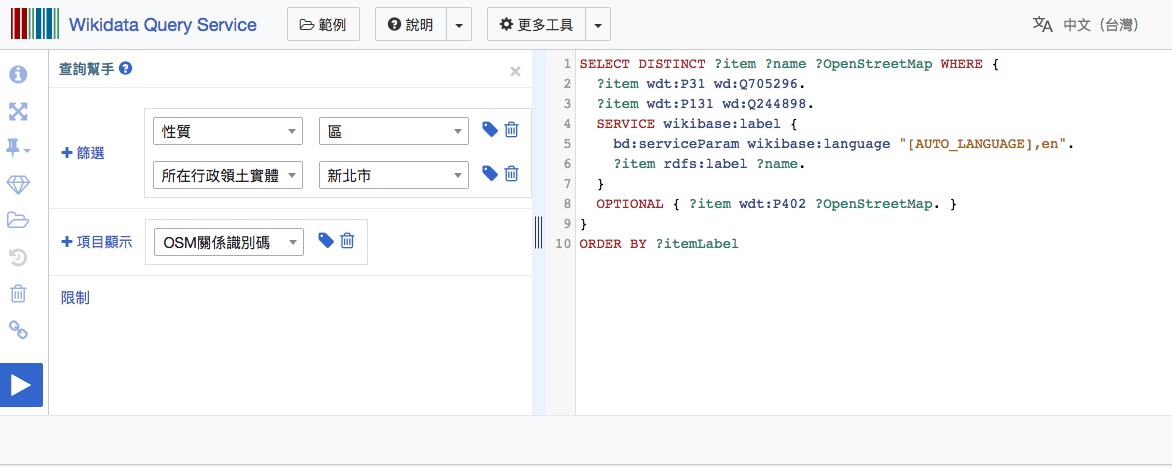 Wikidata Query Service 範例 說明 更多工具 中文（台灣）
查詢幫手
篩選
性質 區
所在行政領土實體 新北市
項目顯示
OSM關係識別碼
限制
1 SELECT DISTINCT ?item ?name ?OpenStreetMap WHERE {
2 ?item wdt:P31 wd:Q705296.
3 ?item wdt:P131 wd:Q244898.
4 SERVICE wikibase:label {
5 bd:serviceParam wikibase:language "[AUTO_LANGUAGE],en".
6 ?item rdfs:label ?name.
7 }
8 OPTIONAL { ?item wdt:P402 ?OpenStreetMap. }
9 }
10 ORDER BY ?itemLabel